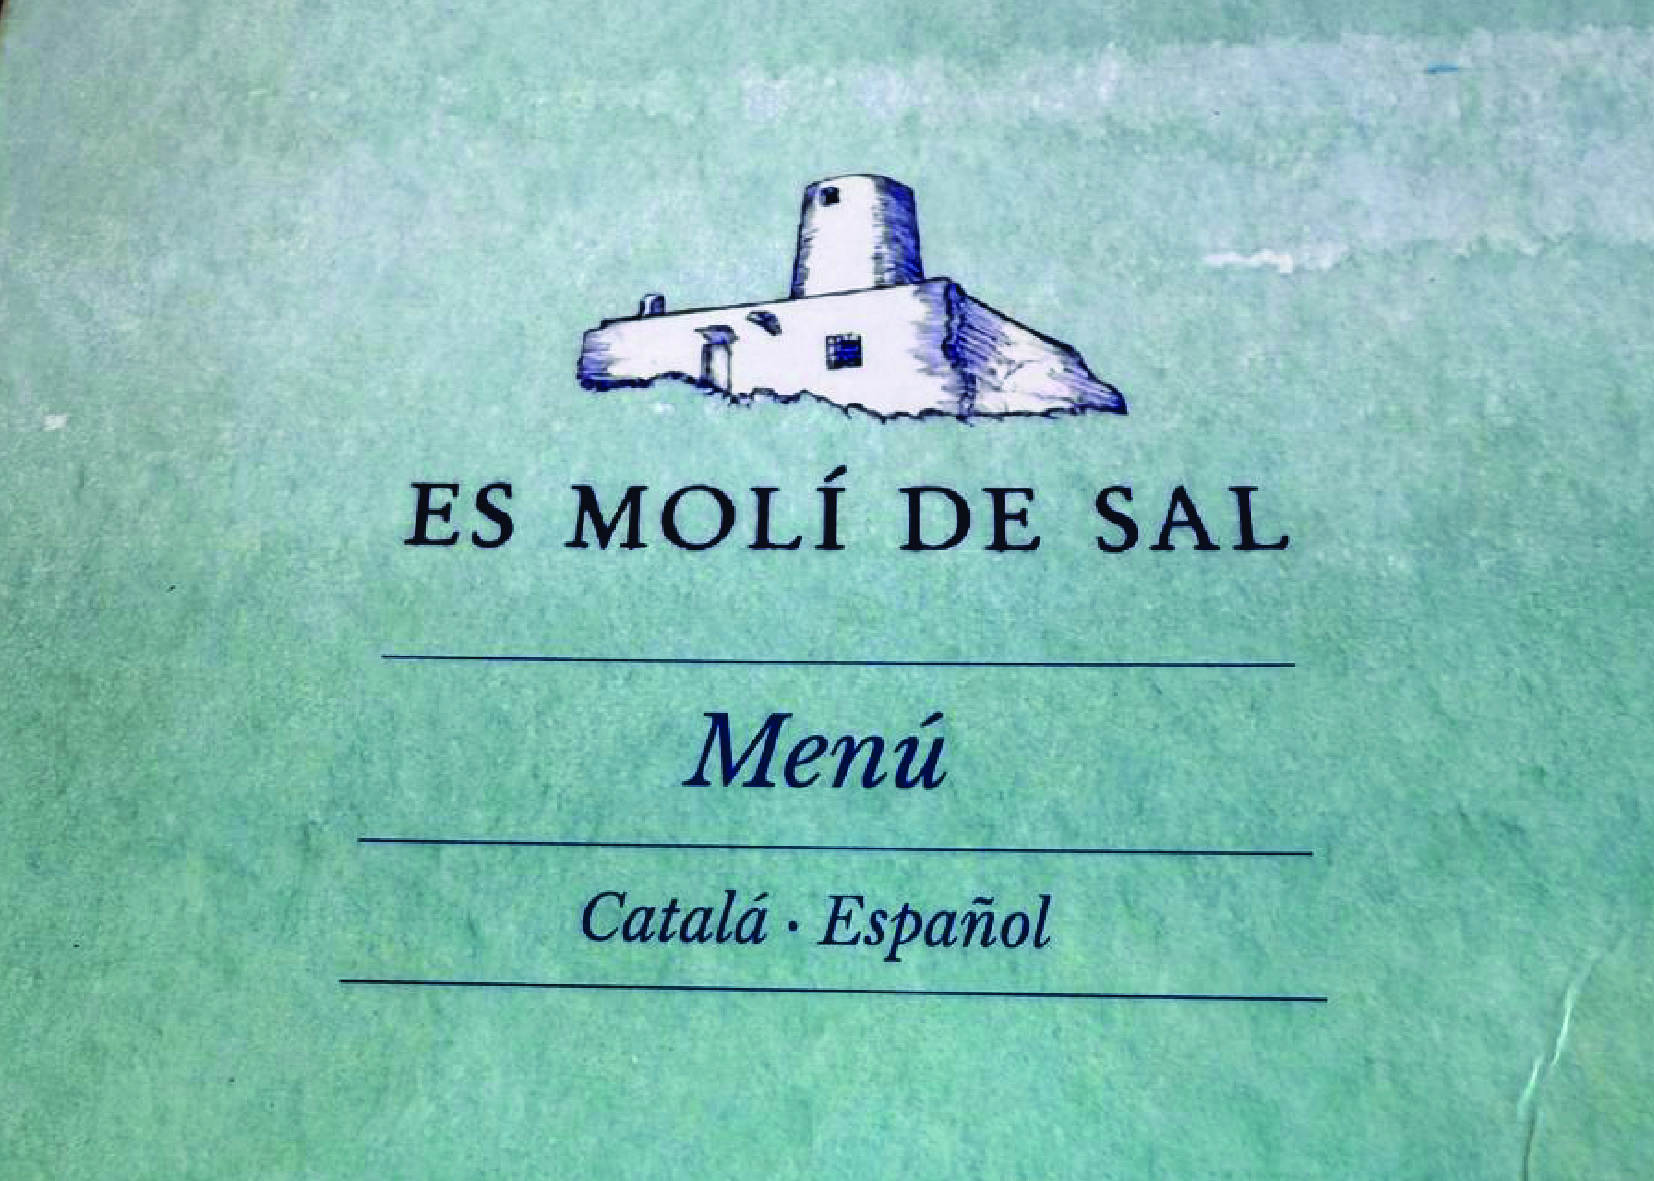 ES MOLÍ DE SAL
Menú
Catalá · Español